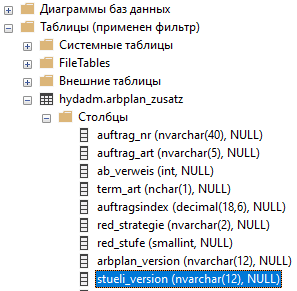 Диаграммы баз данных
Таблицы (применен фильтр)
Системные таблицы
FileTables
Внешние таблицы
hydadm.arbplan_zusatz
Столбцы
auftrag_nr (nvarchar(40), NULL)
auftrag_art (nvarchar(5), NULL)
ab_verweis (int, NULL)
term_art (nchar(1), NULL)
auftragsindex (decimal(18,6), NULL)
red_strategie (nvarchar(2), NULL)
red_stufe (smallint, NULL)
arbplan_version (nvarchar(12), NULL)
stueli_version (nvarchar(12), NULL)